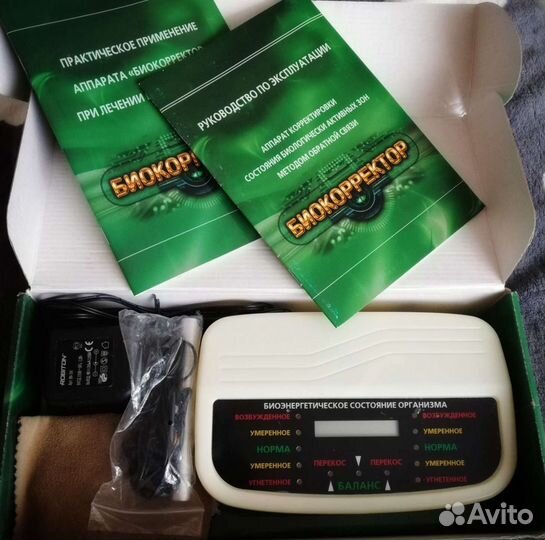 ПРАКТИЧЕСКОЕ ПРИМЕНЕНИЕ
АППАРАТА «БИОКОРРЕКТОР
ПРИ ЛЕЧЕНИИ
БИОКОРРЕКТОР
РУКОВОДСТВО ПО ЭКСПЛУАТАЦИИ
АППАРАТ КОРРЕКТИРОВКИ
СОСТОЯНИЯ БИОЛОГИЧЕСКИ АКТИВНЫХ ЗОН
МЕТОДОМ ОБРАТНОЙ СВЯЗИ
БИОКОРРЕКТОР
ROBITON
БИОЭНЕРГЕТИЧЕСКОЕ СОСТОЯНИЕ ОРГАНИЗМА
ВОЗБУЖДЕННОЕ ВОЗБУЖДЕННОЕ
УМЕРЕННОЕ УМЕРЕННОЕ
НОРМА НОРМА
УМЕРЕННОЕ ПЕРЕКОС ПЕРЕКОС УМЕРЕННОЕ
УГНЕТЕННОЕ БАЛАНС УГНЕТЕННОЕ
Avito